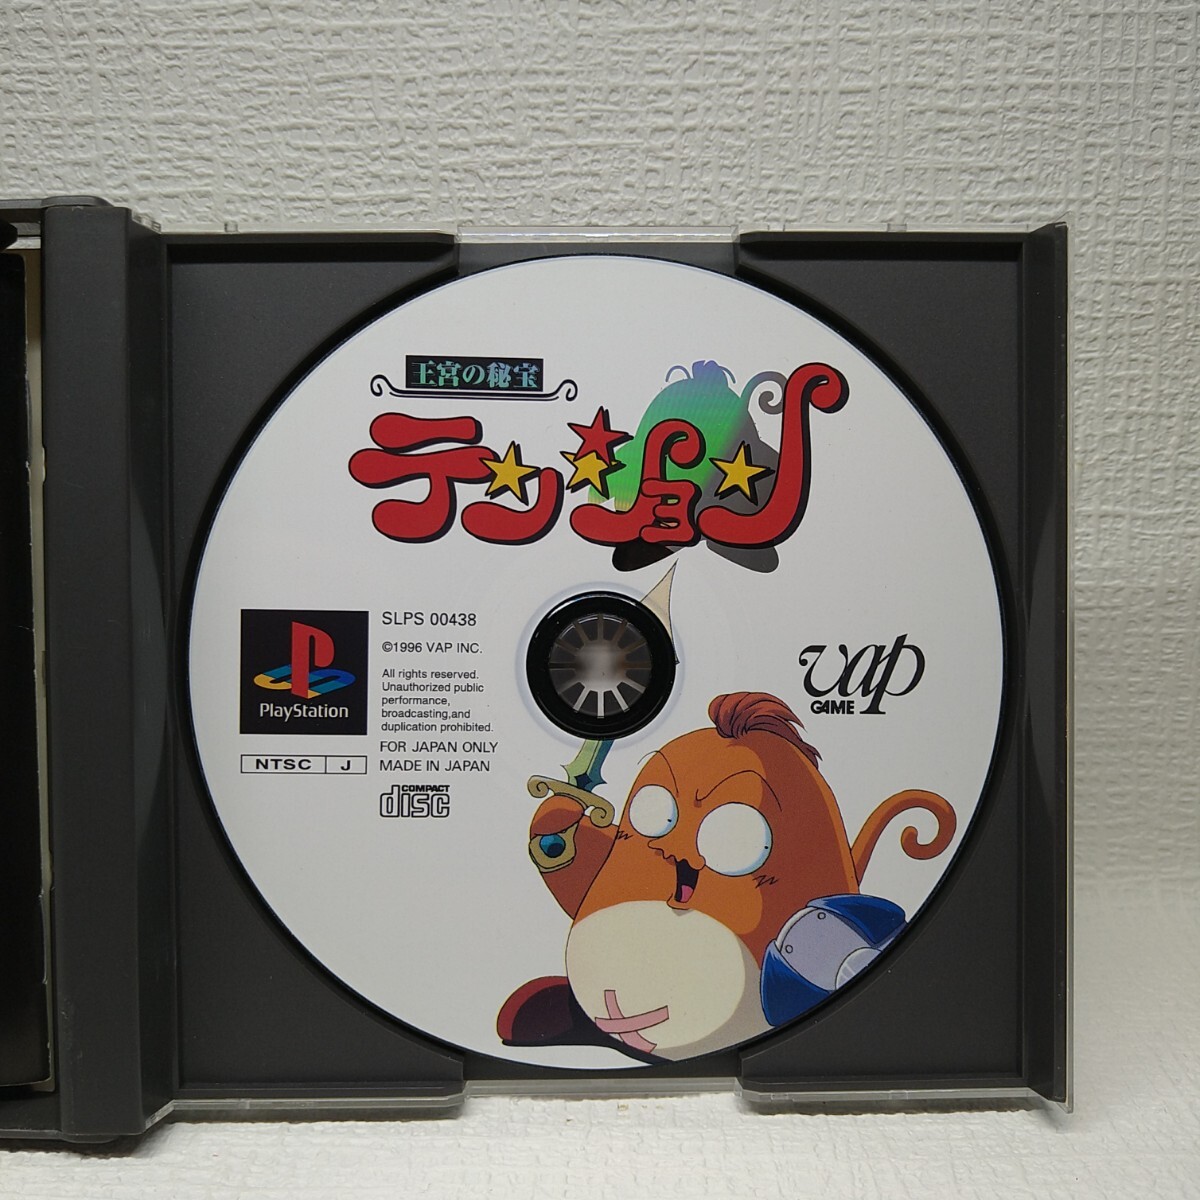 王宮の秘宝
テンション
PlayStation
NTSC J
SLPS 00438
©1996 VAP INC.
All rights reserved.
Unauthorized public
performance,
broadcasting,and
duplication prohibited.
FOR JAPAN ONLY
MADE IN JAPAN
COMPACT
disc
vap
GAME